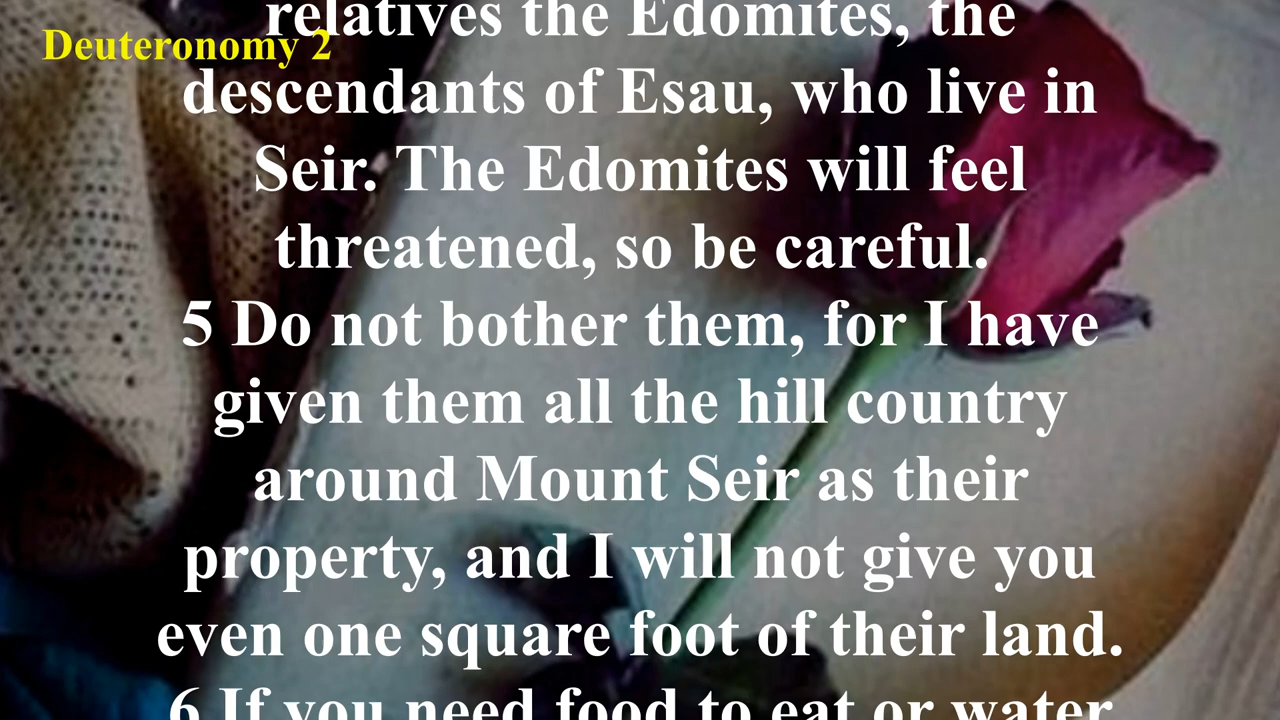 relatives the Edomites, the
Deuteronomy 2
descendants of Esau, who live in
Seir. The Edomites will feel
threatened, so be careful.
5 Do not bother them, for I have
given them all the hill country
around Mount Seir as their
property, and I will not give you
even one square foot of their land.
6 If you need food to eat or water